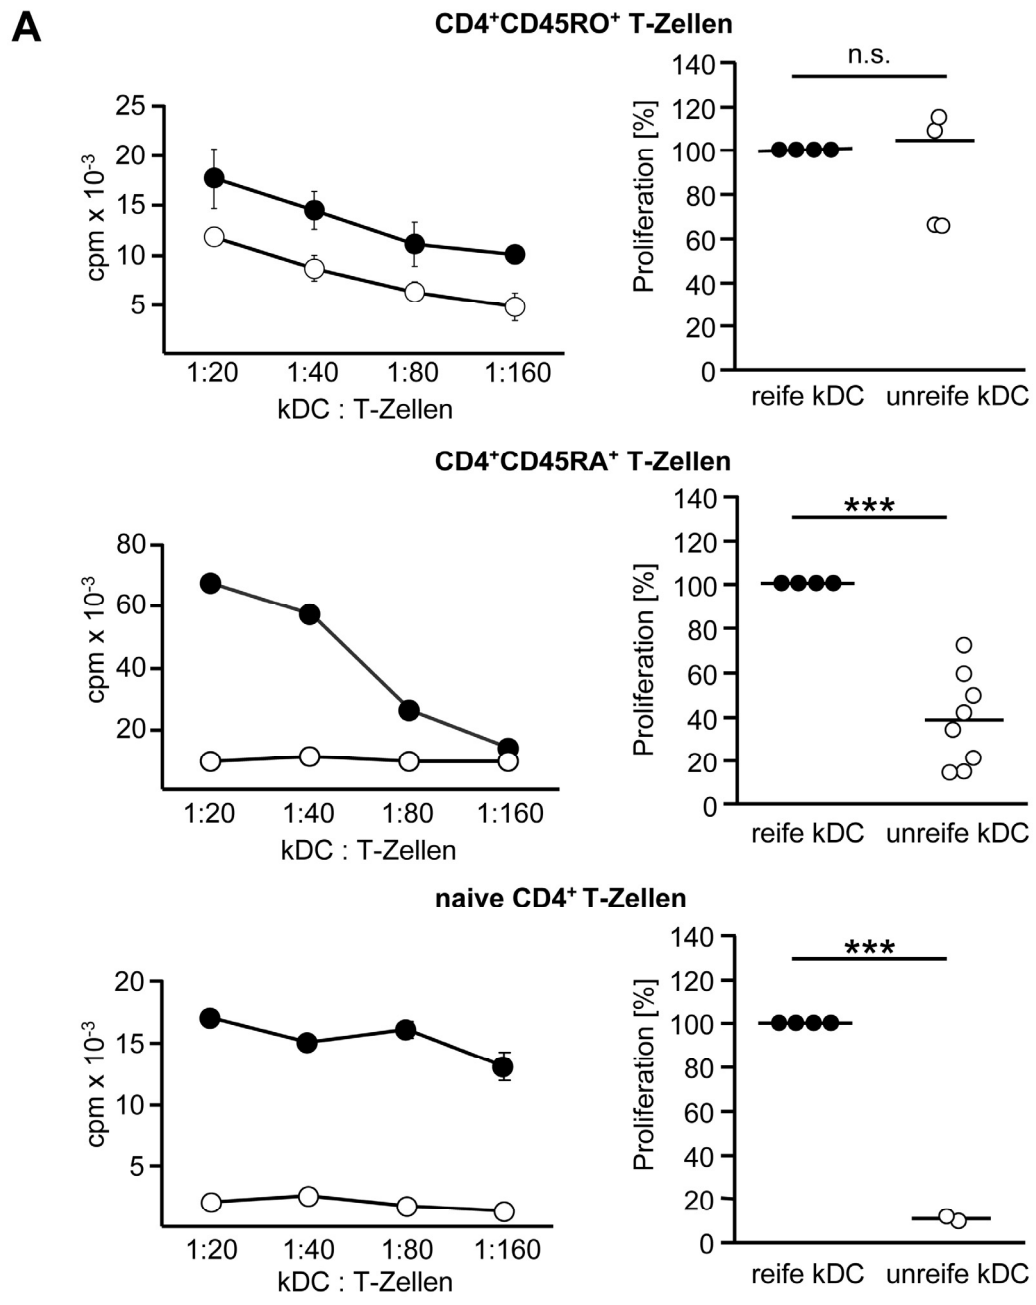 A
CD4⁺CD45RO⁺ T-Zellen
cpm x 10⁻³
25
20
15
10
5
1:20 1:40 1:80 1:160
kDC : T-Zellen
Proliferation [%]
n.s.
140
120
100
80
60
40
20
0
reife kDC unreife kDC
CD4⁺CD45RA⁺ T-Zellen
cpm x 10⁻³
80
60
40
20
1:20 1:40 1:80 1:160
kDC : T-Zellen
Proliferation [%]
***
140
120
100
80
60
40
20
0
reife kDC unreife kDC
naive CD4⁺ T-Zellen
cpm x 10⁻³
20
15
10
5
1:20 1:40 1:80 1:160
kDC : T-Zellen
Proliferation [%]
***
140
120
100
80
60
40
20
0
reife kDC unreife kDC